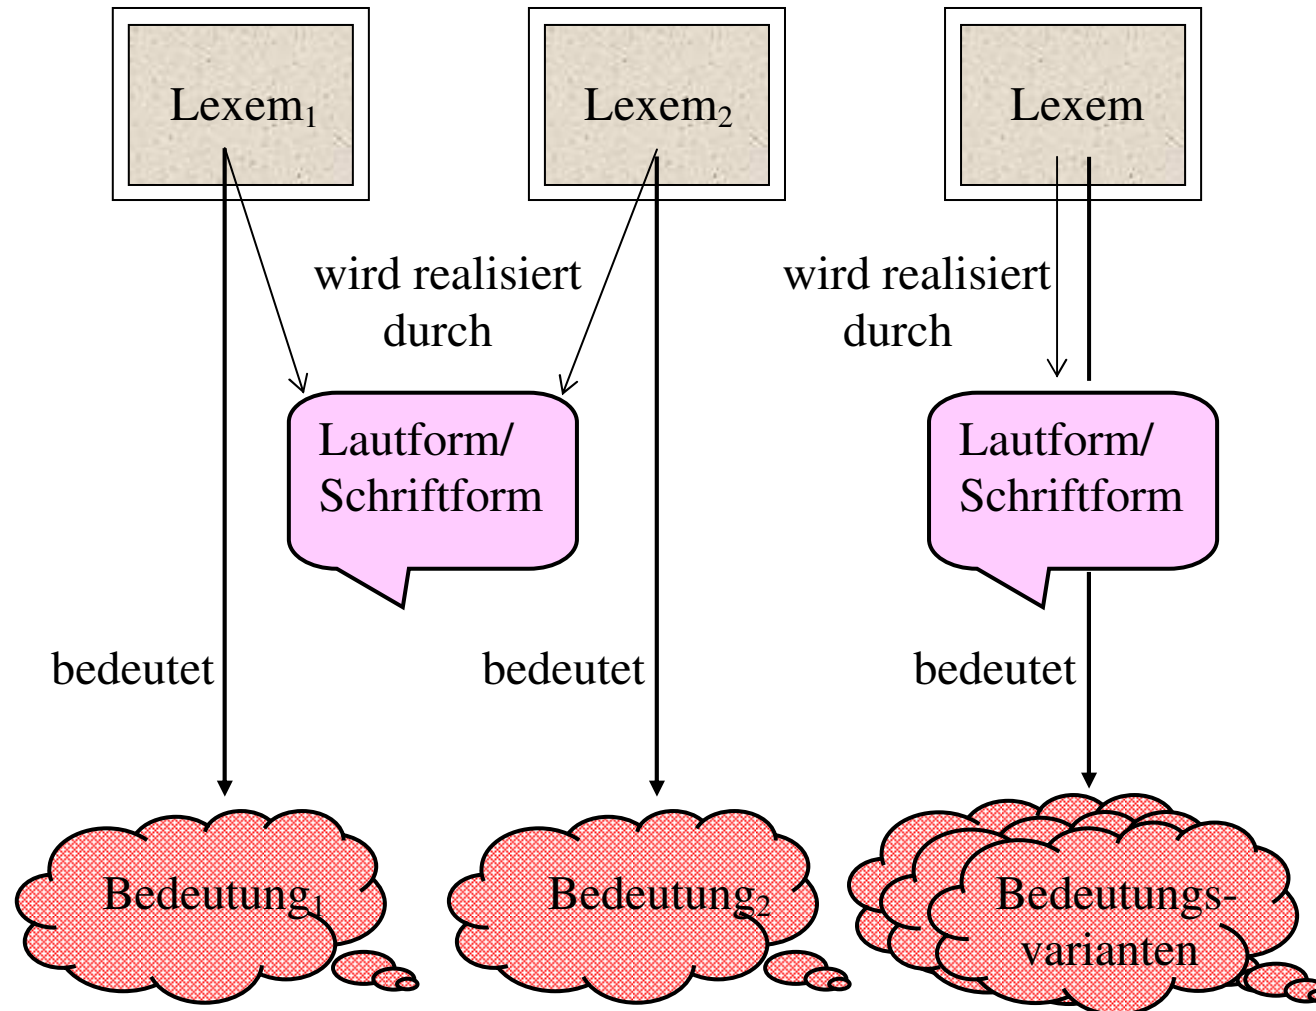 Lexem₁
Lexem₂
Lexem
wird realisiert
durch
wird realisiert
durch
Lautform/
Schriftform
Lautform/
Schriftform
bedeutet
bedeutet
bedeutet
Bedeutung₁
Bedeutung₂
Bedeutungs-
varianten